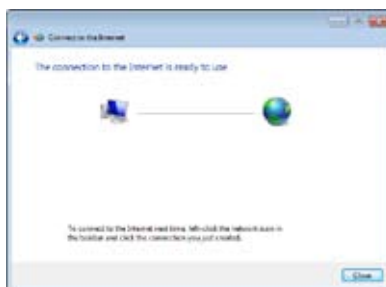 Connect to the Internet
The connection to the Internet is ready to use
To connect to the Internet next time, left-click the network icon in
the taskbar and click the connection you just created.
Close